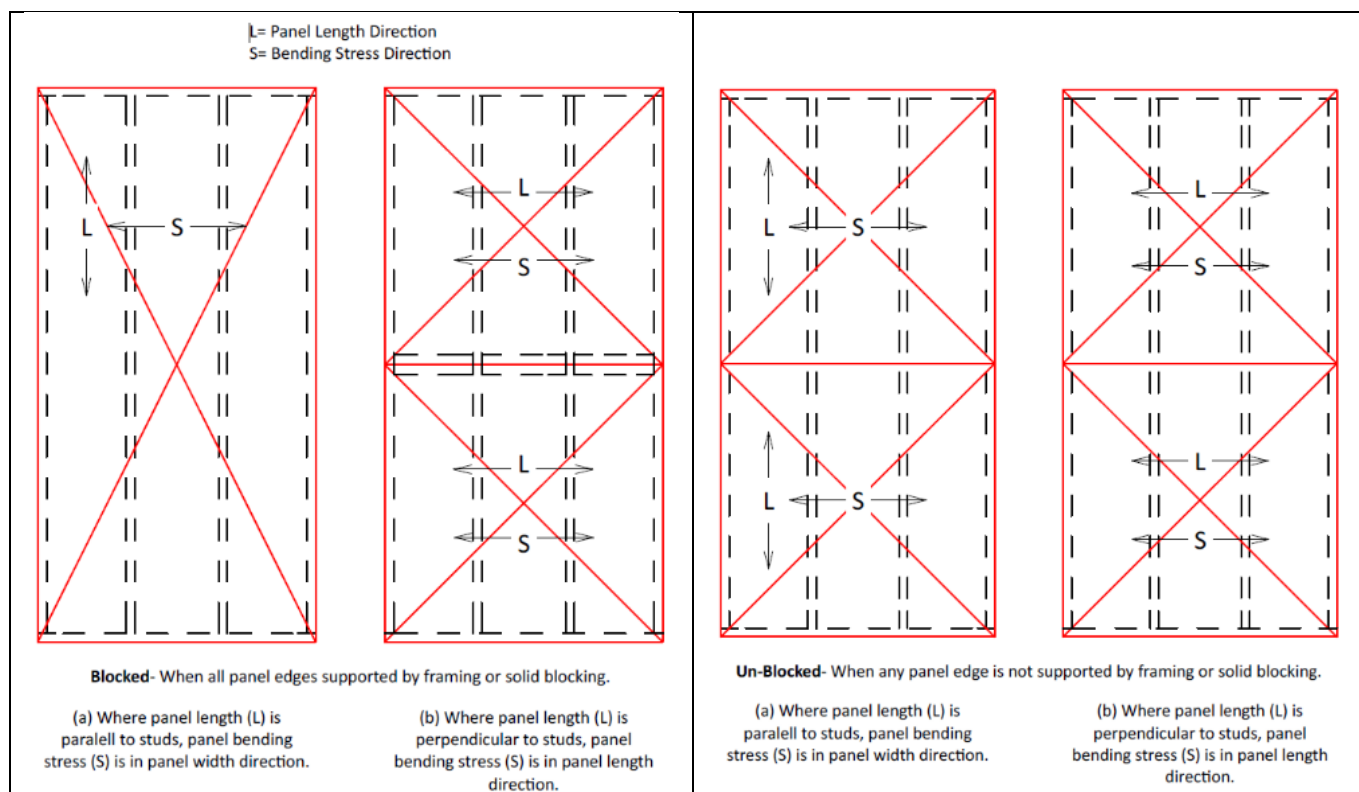 L= Panel Length Direction
S= Bending Stress Direction
L
S
L
S
L
S
Blocked- When all panel edges supported by framing or solid blocking.
(a) Where panel length (L) is
paralell to studs, panel bending
stress (S) is in panel width direction.
(b) Where panel length (L) is
perpendicular to studs, panel
bending stress (S) is in panel length
direction.
L
S
L
S
L
S
L
S
Un-Blocked- When any panel edge is not supported by framing or solid blocking.
(a) Where panel length (L) is
paralell to studs, panel bending
stress (S) is in panel width direction.
(b) Where panel length (L) is
perpendicular to studs, panel
bending stress (S) is in panel length
direction.